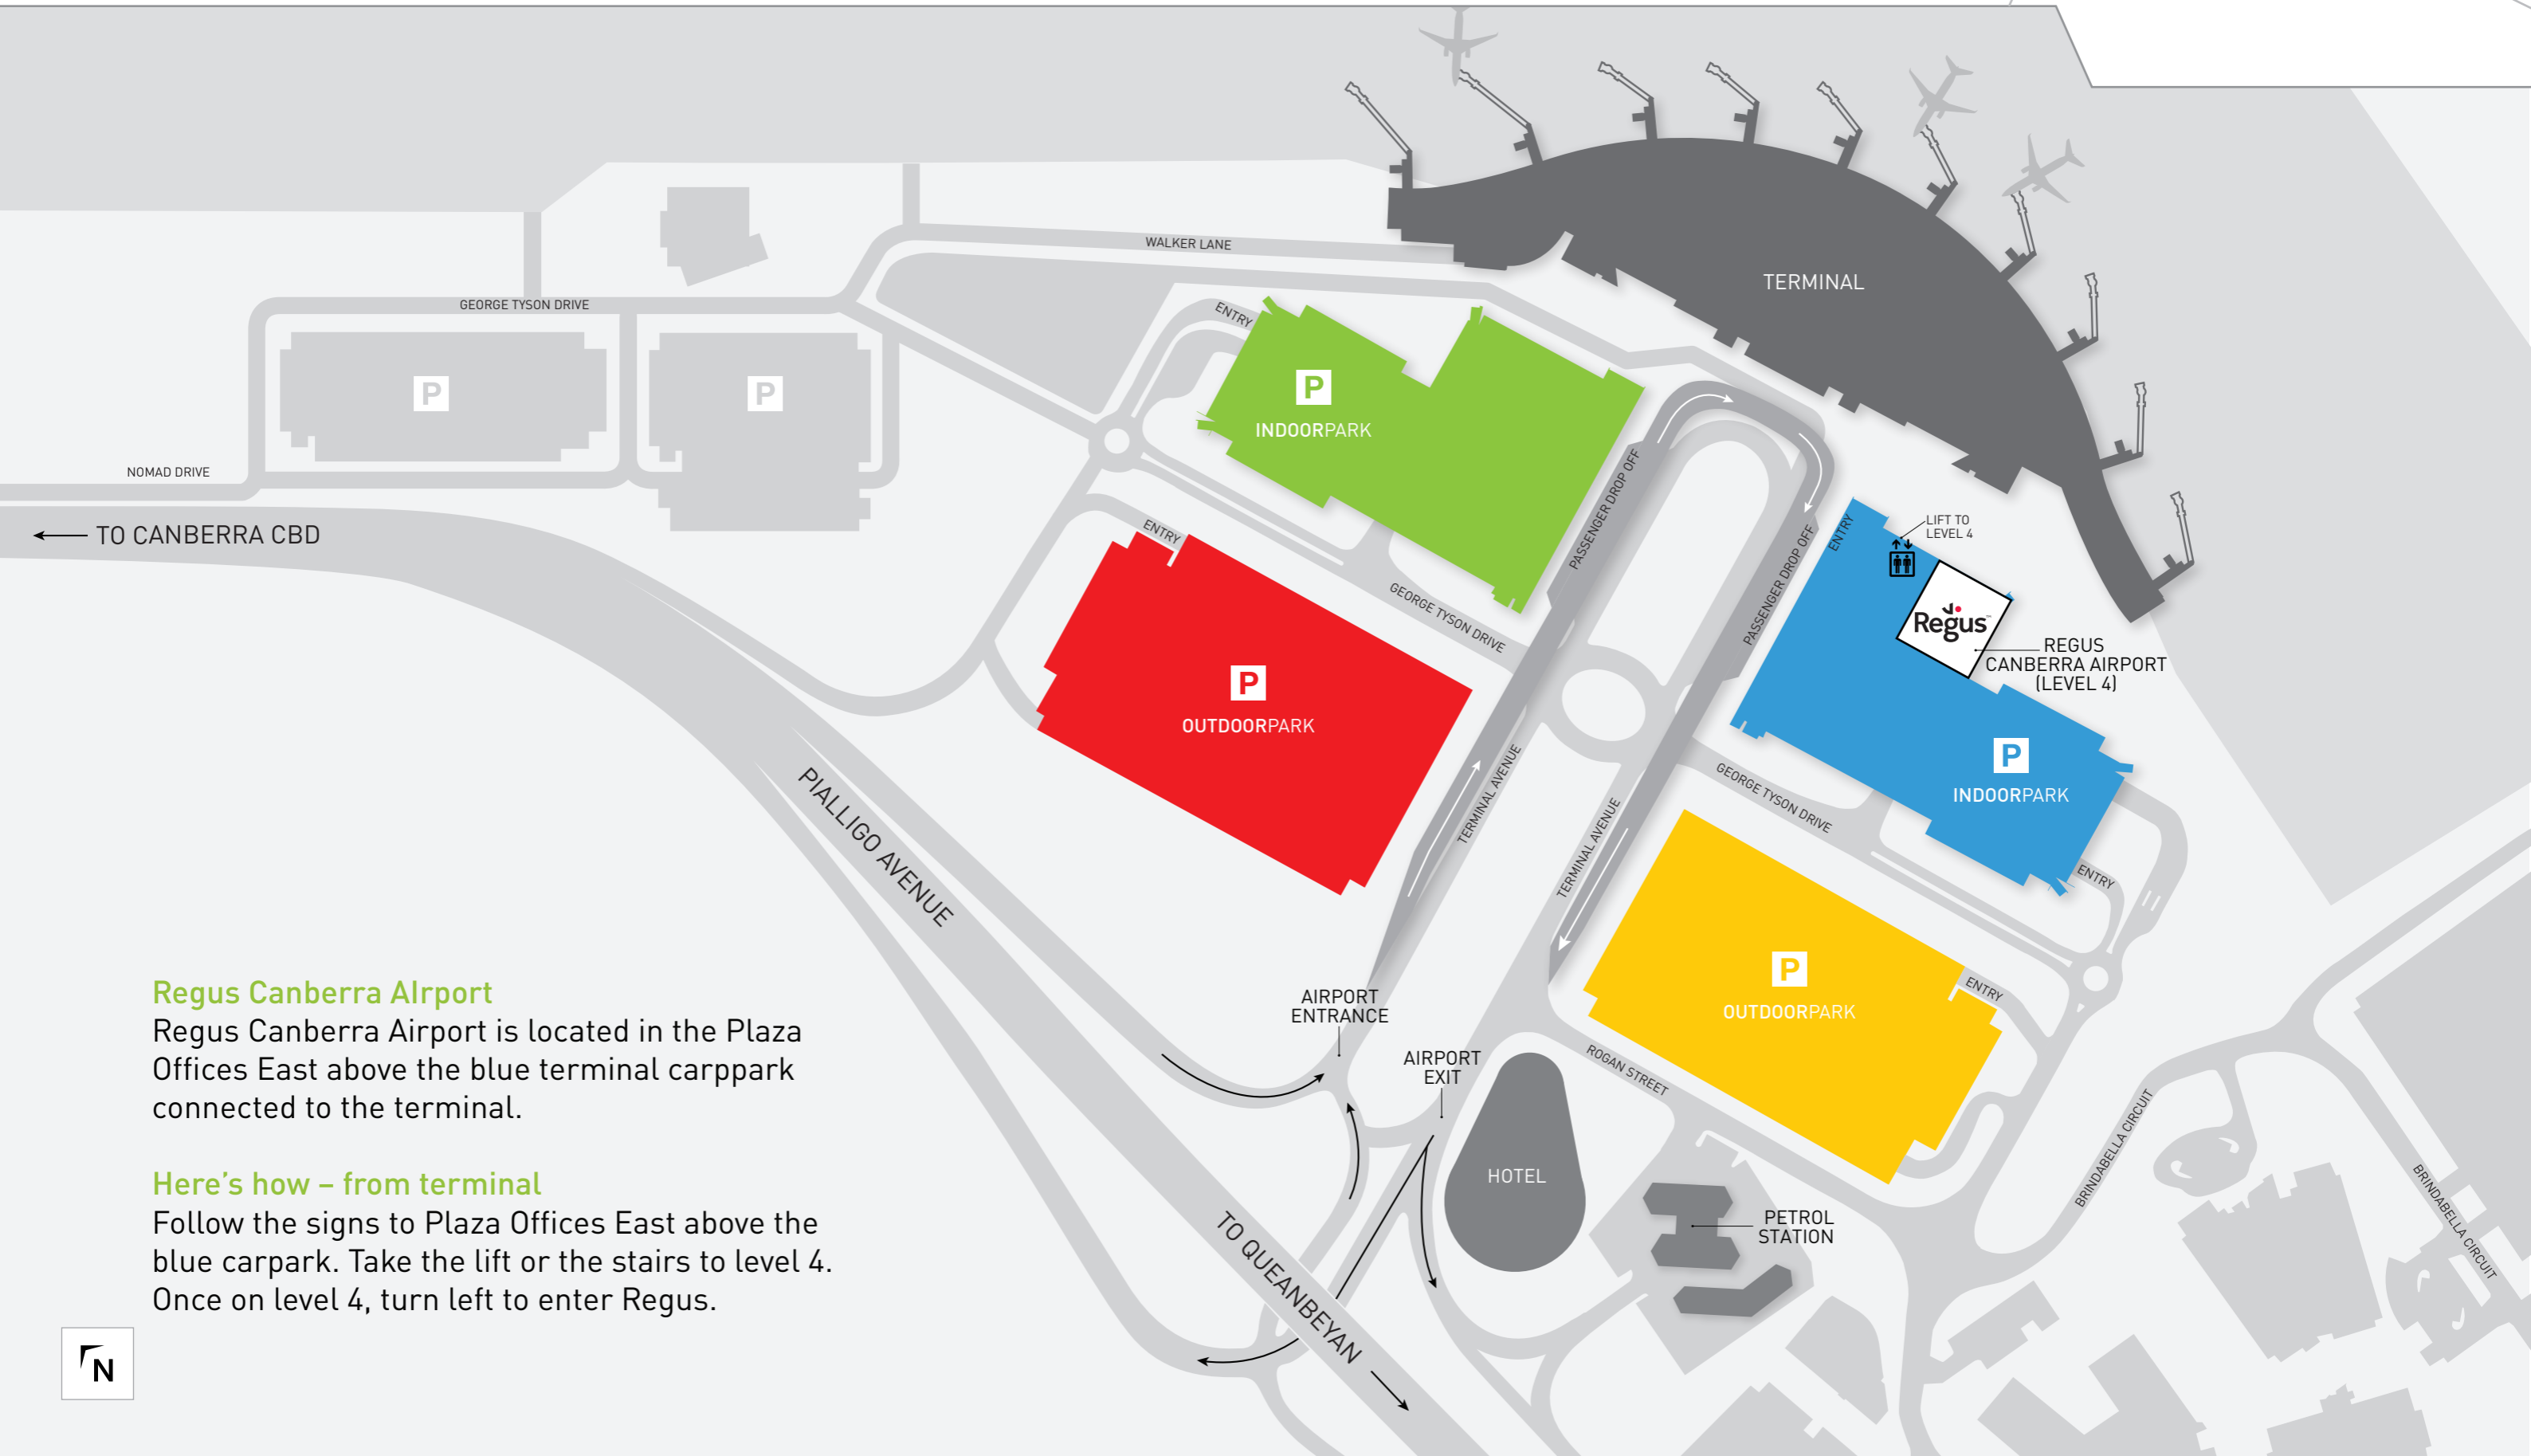 WALKER LANE
TERMINAL
GEORGE TYSON DRIVE
ENTRY
P
INDOORPARK
P
P
NOMAD DRIVE
TO CANBERRA CBD
PASSENGER DROP OFF
PASSENGER DROP OFF
ENTRY
LIFT TO
LEVEL 4
ENTRY
GEORGE TYSON DRIVE
Regus
REGUS
CANBERRA AIRPORT
(LEVEL 4)
P
OUTDOORPARK
P
INDOORPARK
TERMINAL AVENUE
TERMINAL AVENUE
GEORGE TYSON DRIVE
ENTRY
PIALLIGO AVENUE
P
OUTDOORPARK
ENTRY
AIRPORT
ENTRANCE
AIRPORT
EXIT
ROGAN STREET
HOTEL
PETROL
STATION
BRINDABELLA CIRCUIT
BRINDABELLA CIRCUIT
TO QUEANBEYAN
Regus Canberra AIrport
Regus Canberra Airport is located in the Plaza
Offices East above the blue terminal carppark
connected to the terminal.
Here's how – from terminal
Follow the signs to Plaza Offices East above the
blue carpark. Take the lift or the stairs to level 4.
Once on level 4, turn left to enter Regus.
N